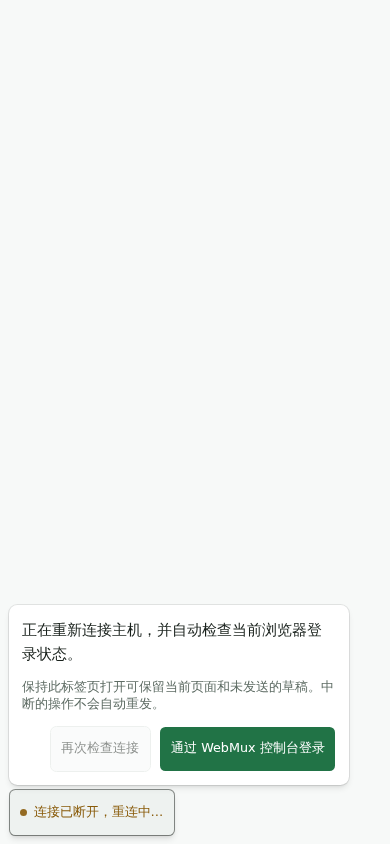 正在重新连接主机，并自动检查当前浏览器登
录状态。
保持此标签页打开可保留当前页面和未发送的草稿。中
断的操作不会自动重发。
再次检查连接
通过 WebMux 控制台登录
连接已断开，重连中…